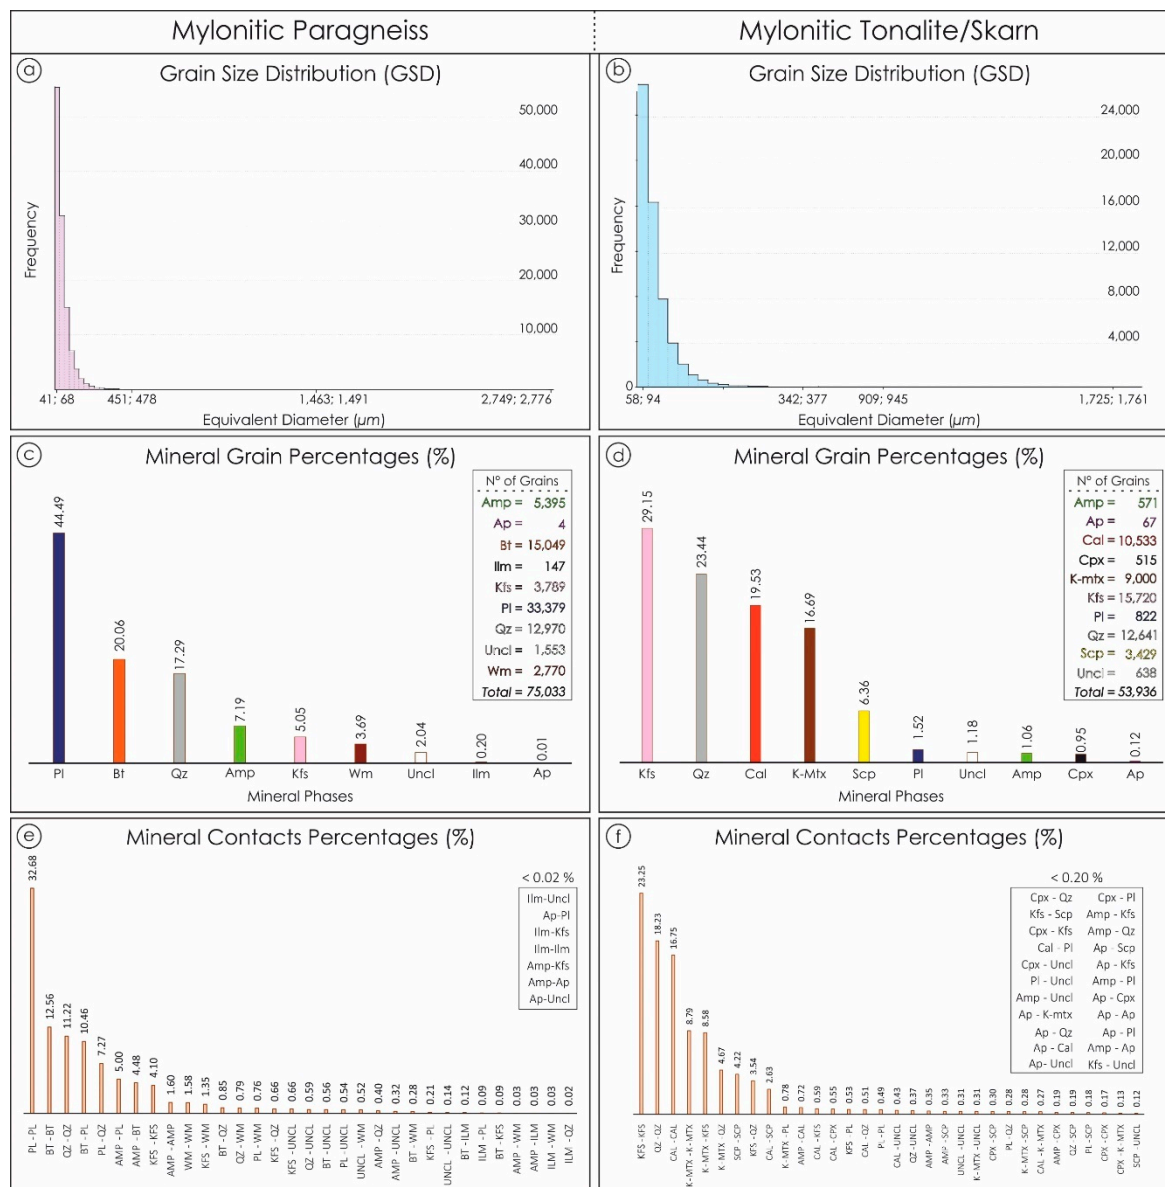 Mylonitic Paragneiss
Mylonitic Tonalite/Skarn
a
Grain Size Distribution (GSD)
50,000
40,000
30,000
20,000
10,000
Frequency
41; 68
451; 478
1,463; 1,491
2,749; 2,776
Equivalent Diameter (µm)
b
Grain Size Distribution (GSD)
24,000
20,000
16,000
12,000
8,000
4,000
0
Frequency
58; 94
342; 377
909; 945
1,725; 1,761
Equivalent Diameter (µm)
c
Mineral Grain Percentages (%)
44.49
20.06
17.29
7.19
5.05
3.69
2.04
0.20
0.01
Pl
Bt
Qz
Amp
Kfs
Wm
Uncl
Ilm
Ap
Mineral Phases
Nº of Grains
Amp = 5,395
Ap = 4
Bt = 15,049
Ilm = 147
Kfs = 3,789
Pl = 33,379
Qz = 12,970
Uncl = 1,553
Wm = 2,770
Total = 75,033
d
Mineral Grain Percentages (%)
29.15
23.44
19.53
16.69
6.36
1.52
1.18
1.06
0.95
0.12
Kfs
Qz
Cal
K-Mtx
Scp
Pl
Uncl
Amp
Cpx
Ap
Mineral Phases
Nº of Grains
Amp = 571
Ap = 67
Cal = 10,533
Cpx = 515
K-mtx = 9,000
Kfs = 15,720
Pl = 822
Qz = 12,641
Scp = 3,429
Uncl = 638
Total = 53,936
e
Mineral Contacts Percentages (%)
32.68
12.56
11.22
10.46
7.27
5.00
4.48
4.10
1.60
1.58
1.35
0.85
0.79
0.76
0.66
0.66
0.59
0.56
0.54
0.52
0.40
0.32
0.28
0.21
0.14
0.12
0.09
0.09
0.03
0.03
0.03
0.02
PL - PL
BT - BT
QZ - QZ
BT - PL
PL - QZ
AMP - PL
AMP - BT
KFS - KFS
AMP - AMP
WM - WM
KFS - WM
BT - QZ
QZ - WM
PL - WM
KFS - QZ
KFS - UNCL
QZ - UNCL
BT - UNCL
PL - UNCL
UNCL - WM
AMP - QZ
AMP - UNCL
BT - WM
KFS - PL
UNCL - UNCL
BT - ILM
ILM - PL
BT - KFS
AMP - WM
AMP - ILM
ILM - WM
ILM - QZ
< 0.02 %
Ilm-Uncl
Ap-Pl
Ilm-Kfs
Ilm-Ilm
Amp-Kfs
Amp-Ap
Ap-Uncl
f
Mineral Contacts Percentages (%)
23.25
18.23
16.75
8.79
8.58
4.67
4.22
3.54
2.63
0.78
0.72
0.59
0.55
0.53
0.51
0.49
0.43
0.37
0.35
0.33
0.31
0.31
0.30
0.28
0.28
0.27
0.19
0.19
0.18
0.17
0.13
0.12
KFS - KFS
QZ - QZ
CAL - CAL
K-MTX - K-MTX
K-MTX - KFS
K-MTX - QZ
SCP - SCP
KFS - QZ
CAL - SCP
K-MTX - PL
AMP - CAL
CAL - KFS
CAL - CPX
KFS PL
CAL - QZ
PL - PL
CAL - UNCL
QZ - UNCL
AMP - AMP
AMP - SCP
UNCL - UNCL
K-MTX - UNCL
CPX - SCP
PL - QZ
K-MTX - SCP
CAL - K-MTX
AMP - CPX
QZ - SCP
PL - SCP
CPX - CPX
CPX - K - MTX
SCP - UNCL
< 0.20 %
Cpx - Qz Cpx - Pl
Kfs - Scp Amp - Kfs
Cpx - Kfs Amp - Qz
Cal - Pl Ap - Scp
Cpx - Uncl Ap - Kfs
Pl - Uncl Amp - Pl
Amp - Uncl Ap - Cpx
Ap - K-mtx Ap - Ap
Ap - Qz Ap - Pl
Ap - Cal Amp - Ap
Ap- Uncl Kfs - Uncl